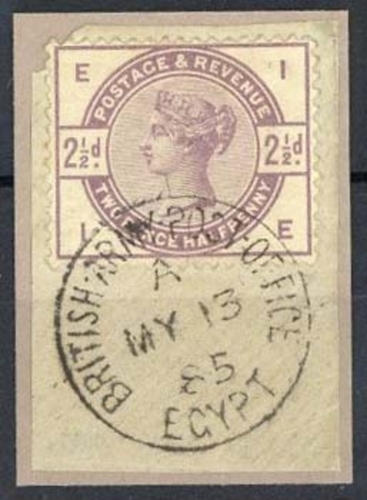 POSTAGE & REVENUE
E I
2½d. 2½d.
TWO PENCE HALFPENNY
I E
BRITISH·ARMY·POST·OFFICE
A
MY 13
85
EGYPT